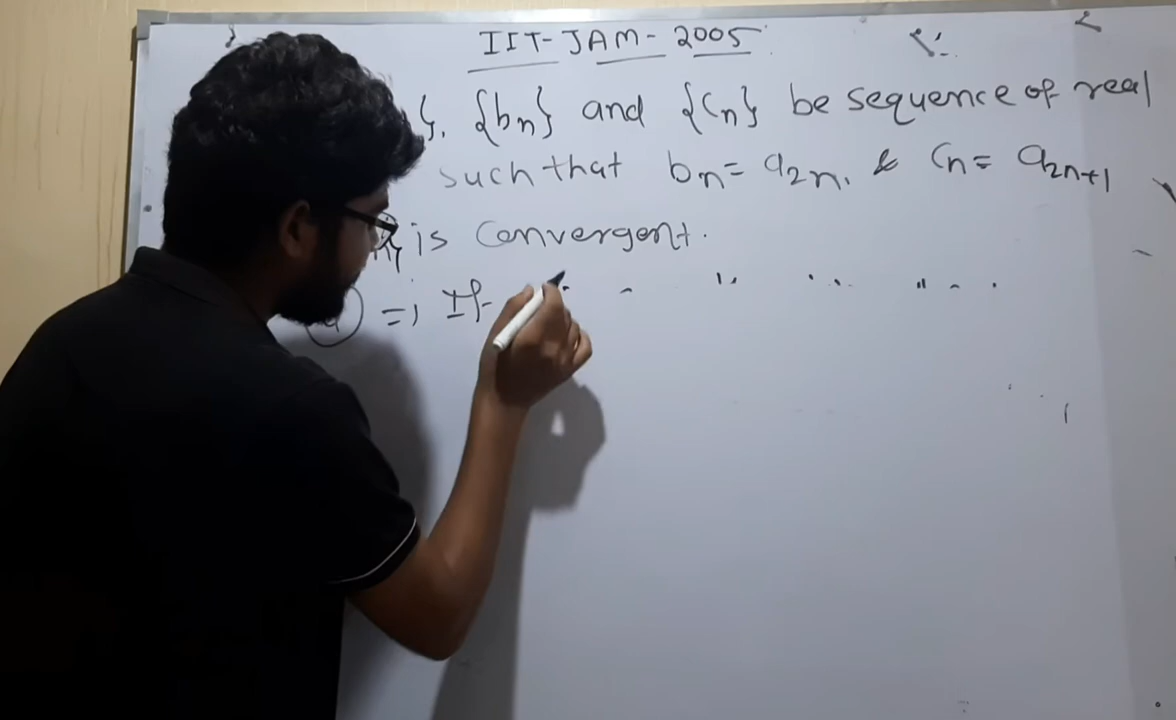 IIT-JAM-2005
}. {bn} and {Cn} be sequence of real
such that bn = a2n. & Cn = a2n+1
is Convergent.
=) If